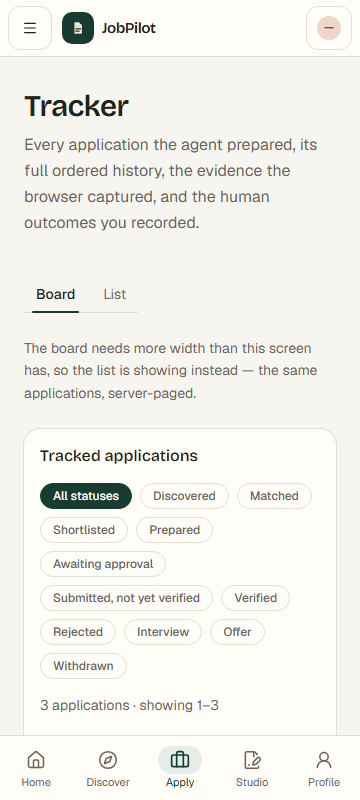 JobPilot
Tracker
Every application the agent prepared, its
full ordered history, the evidence the
browser captured, and the human
outcomes you recorded.
Board List
The board needs more width than this screen
has, so the list is showing instead — the same
applications, server-paged.
Tracked applications
All statuses Discovered Matched
Shortlisted Prepared
Awaiting approval
Submitted, not yet verified Verified
Rejected Interview Offer
Withdrawn
3 applications · showing 1–3
Home Discover Apply Studio Profile